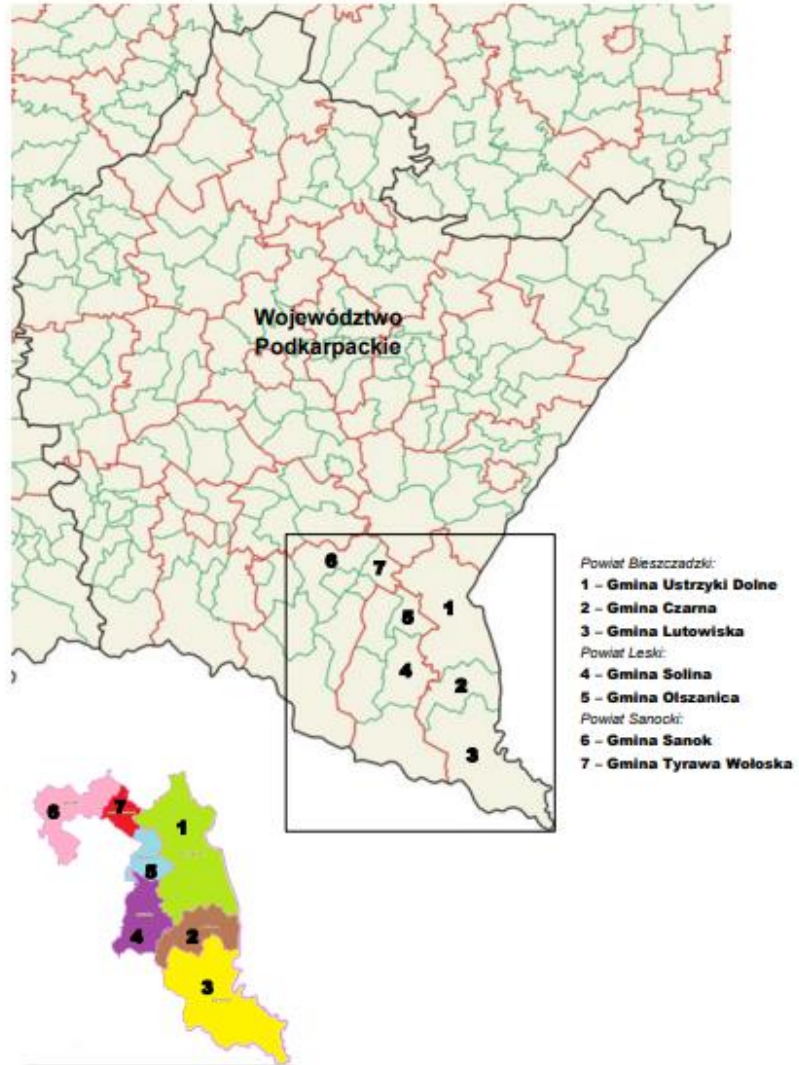 Województwo
Podkarpackie
6
7
1
5
4
2
3
Powiat Bieszczadzki:
1 – Gmina Ustrzyki Dolne
2 – Gmina Czarna
3 – Gmina Lutowiska
Powiat Leski:
4 – Gmina Solina
5 – Gmina Olszanica
Powiat Sanocki:
6 – Gmina Sanok
7 – Gmina Tyrawa Wołoska
6
7
1
5
4
2
3